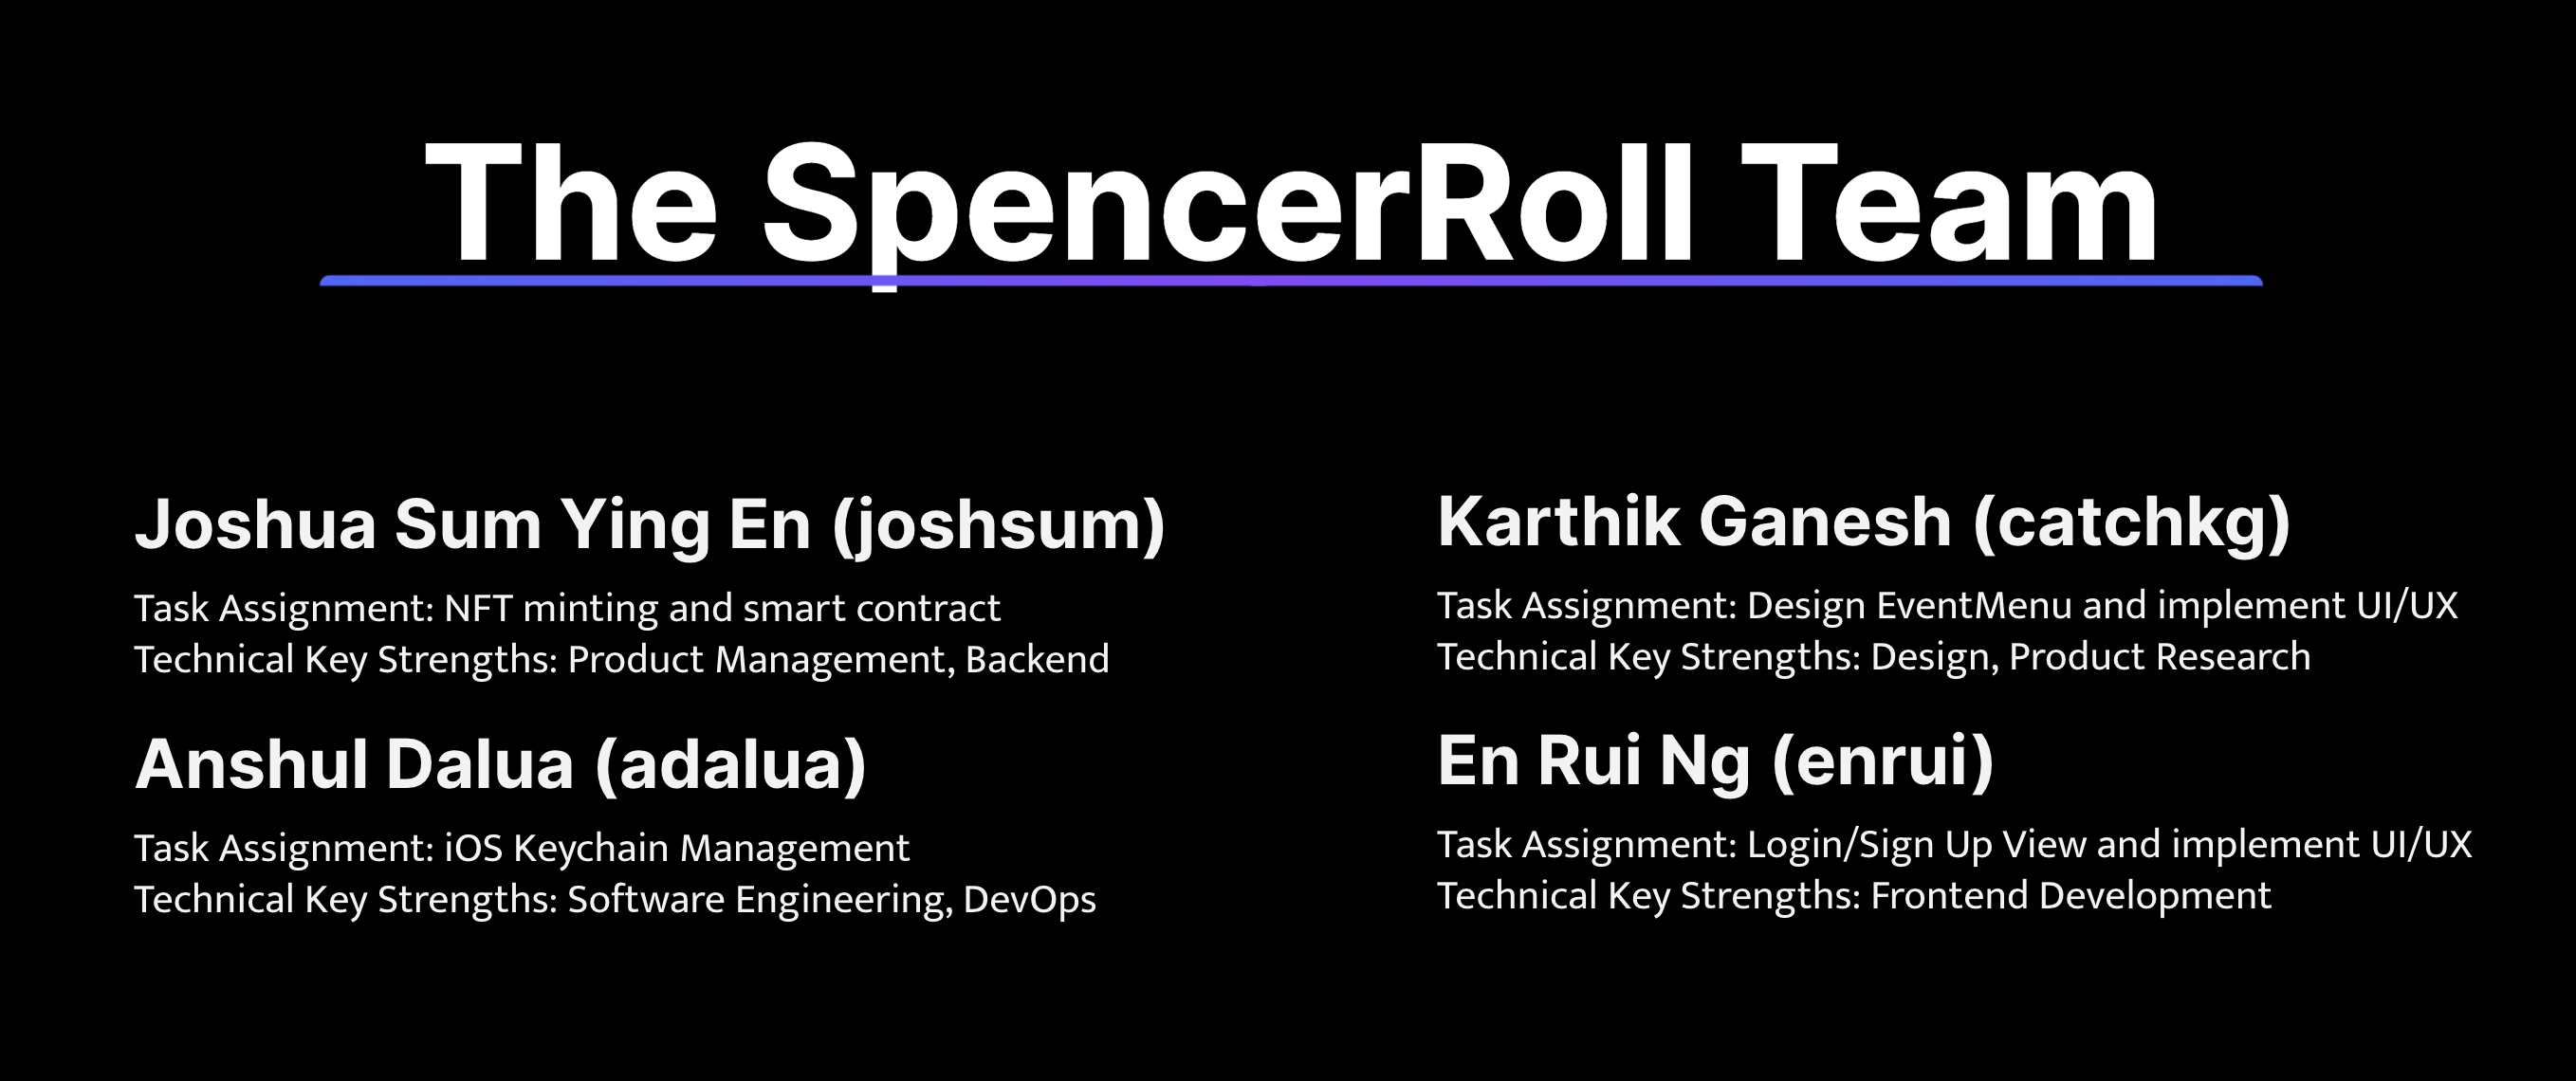 The SpencerRoll Team
Joshua Sum Ying En (joshsum)
Task Assignment: NFT minting and smart contract
Technical Key Strengths: Product Management, Backend
Anshul Dalua (adalua)
Task Assignment: iOS Keychain Management
Technical Key Strengths: Software Engineering, DevOps
Karthik Ganesh (catchkg)
Task Assignment: Design EventMenu and implement UI/UX
Technical Key Strengths: Design, Product Research
En Rui Ng (enrui)
Task Assignment: Login/Sign Up View and implement UI/UX
Technical Key Strengths: Frontend Development